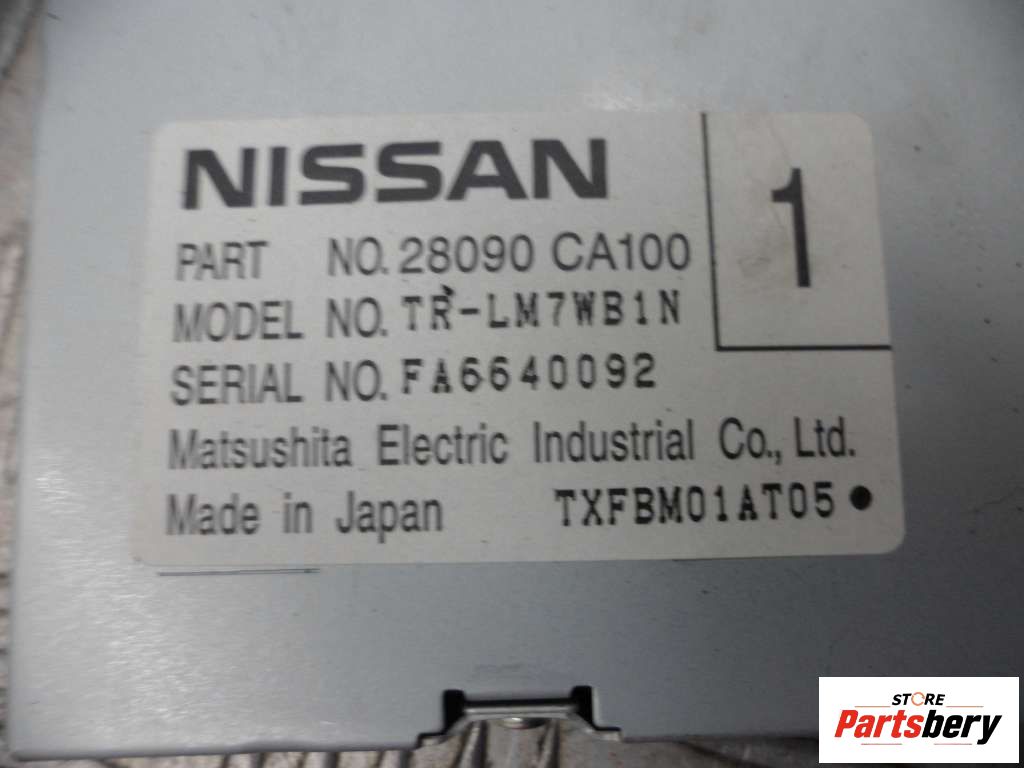 NISSAN
1
PART NO. 28090 CA100
MODEL NO. TR-LM7WB1N
SERIAL NO. FA6640092
Matsushita Electric Industrial Co., Ltd.
Made in Japan TXFBM01AT05●
STORE
Partsbery